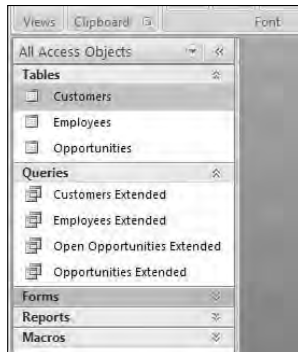 Views Clipboard Font
All Access Objects
Tables
Customers
Employees
Opportunities
Queries
Customers Extended
Employees Extended
Open Opportunities Extended
Opportunities Extended
Forms
Reports
Macros